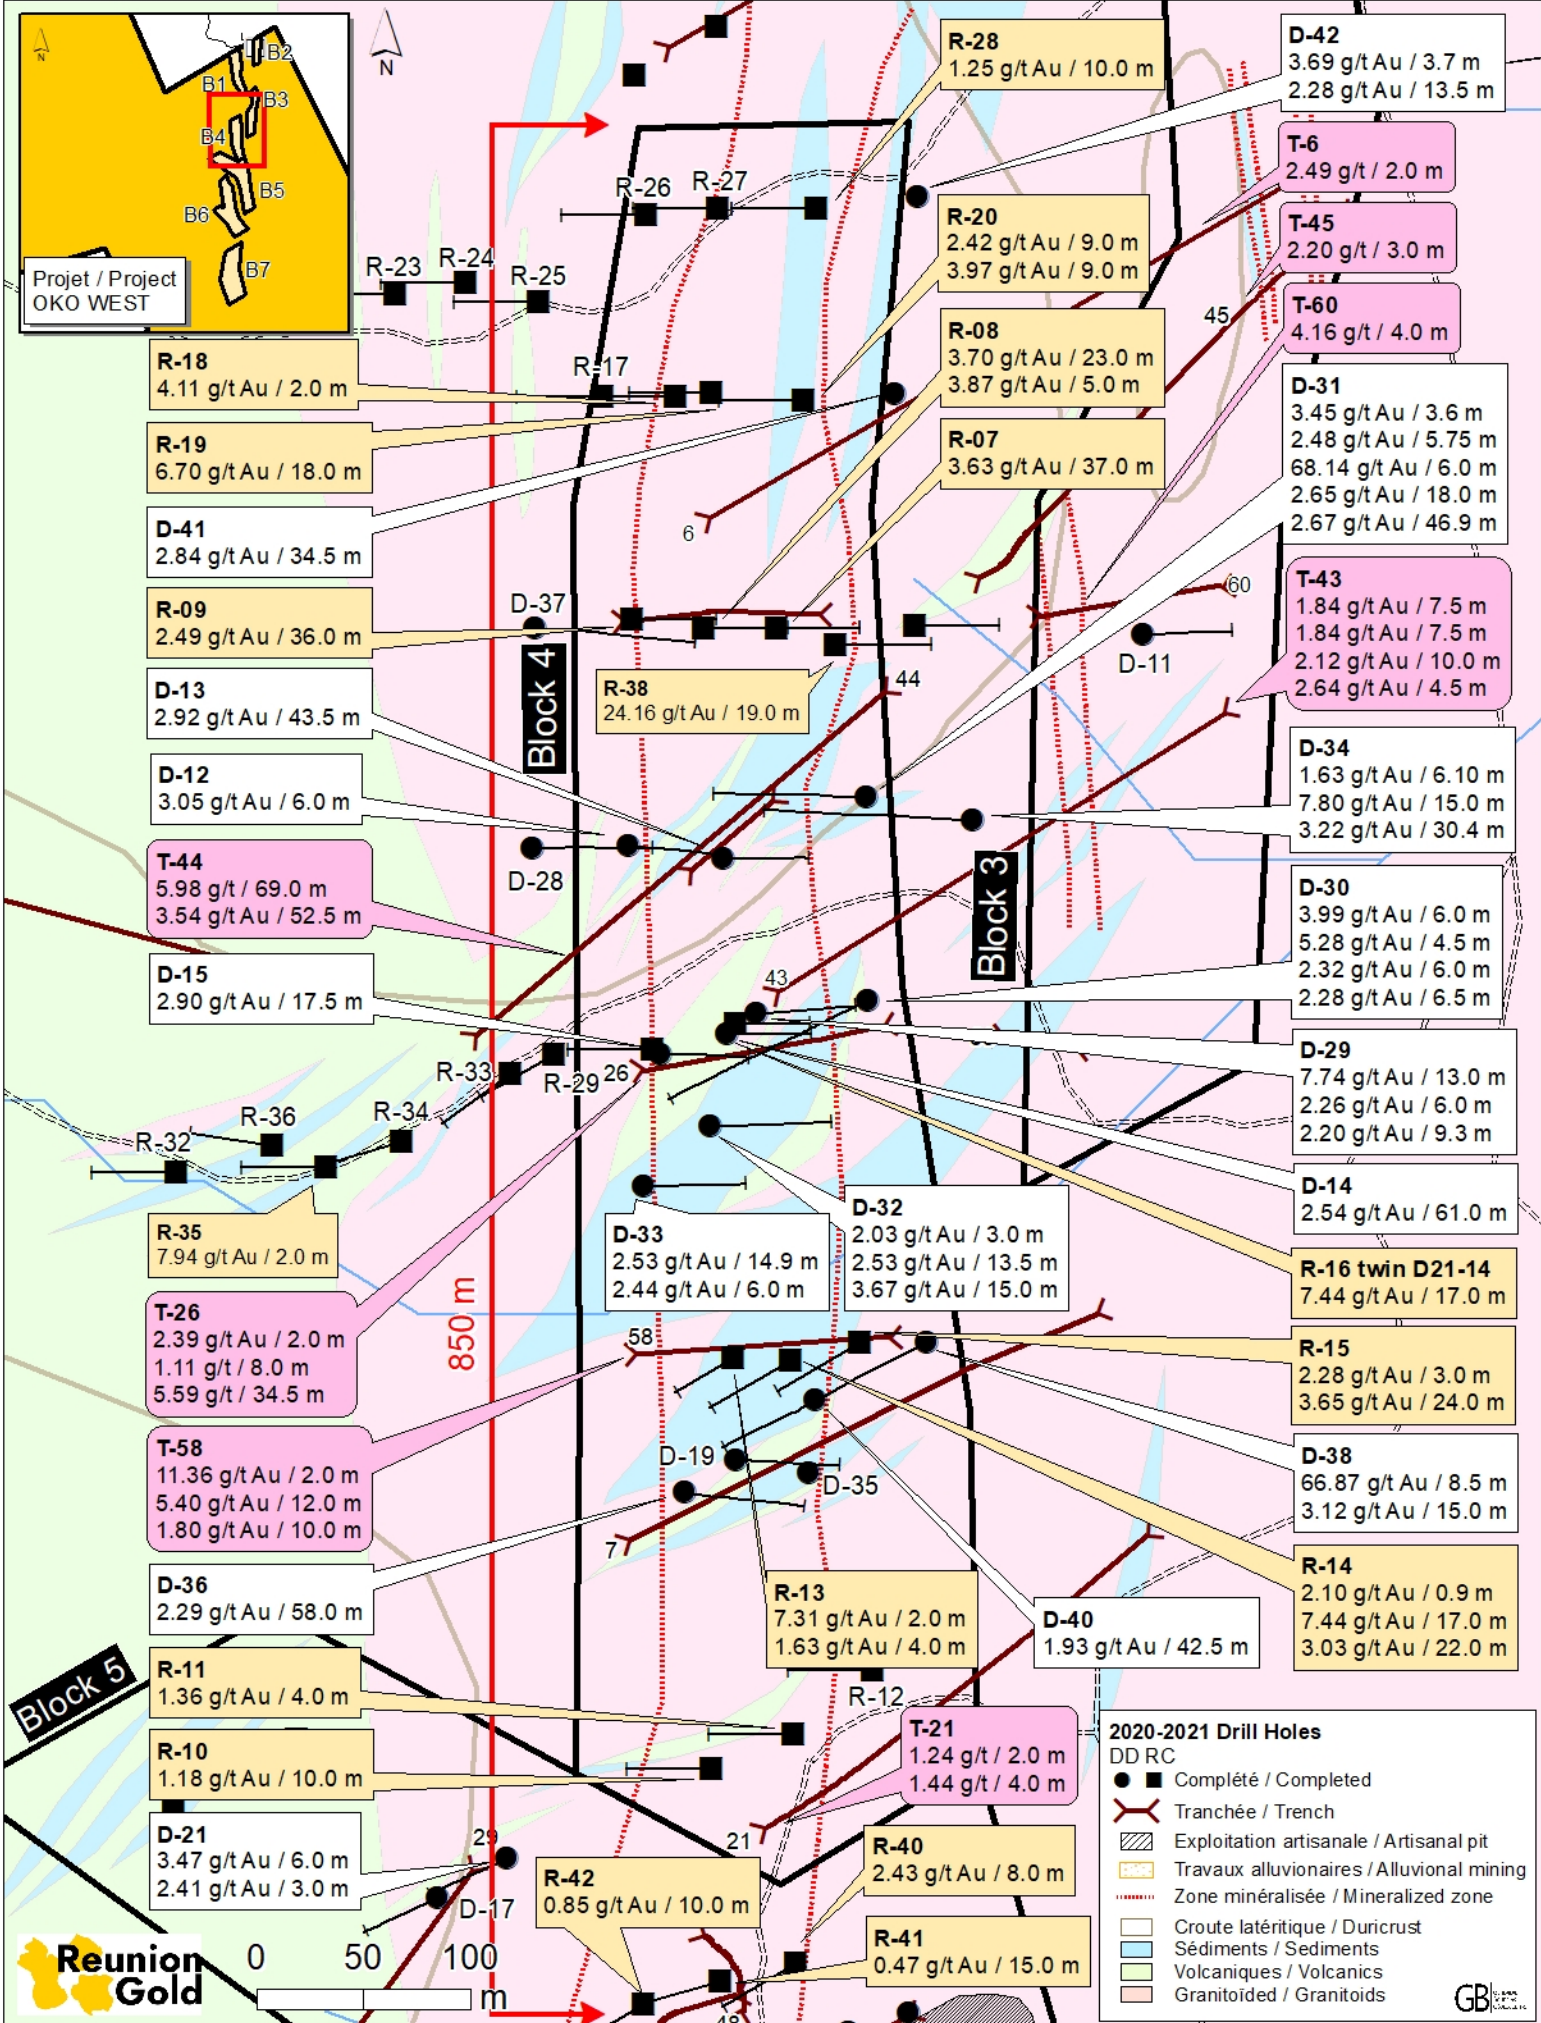 N
B2
B1
B3
B4
B5
B6
B7
Projet / Project
OKO WEST
N
R-28
1.25 g/t Au / 10.0 m
D-42
3.69 g/t Au / 3.7 m
2.28 g/t Au / 13.5 m
T-6
2.49 g/t / 2.0 m
R-26
R-27
R-20
2.42 g/t Au / 9.0 m
3.97 g/t Au / 9.0 m
T-45
2.20 g/t / 3.0 m
R-23
R-24
R-25
45
T-60
4.16 g/t / 4.0 m
R-18
4.11 g/t Au / 2.0 m
R-17
R-08
3.70 g/t Au / 23.0 m
3.87 g/t Au / 5.0 m
D-31
3.45 g/t Au / 3.6 m
2.48 g/t Au / 5.75 m
68.14 g/t Au / 6.0 m
2.65 g/t Au / 18.0 m
2.67 g/t Au / 46.9 m
R-19
6.70 g/t Au / 18.0 m
R-07
3.63 g/t Au / 37.0 m
D-41
2.84 g/t Au / 34.5 m
6
R-09
2.49 g/t Au / 36.0 m
D-37
60
T-43
1.84 g/t Au / 7.5 m
1.84 g/t Au / 7.5 m
2.12 g/t Au / 10.0 m
2.64 g/t Au / 4.5 m
D-11
D-13
2.92 g/t Au / 43.5 m
Block 4
R-38
24.16 g/t Au / 19.0 m
44
D-34
1.63 g/t Au / 6.10 m
7.80 g/t Au / 15.0 m
3.22 g/t Au / 30.4 m
D-12
3.05 g/t Au / 6.0 m
D-28
T-44
5.98 g/t / 69.0 m
3.54 g/t Au / 52.5 m
Block 3
D-30
3.99 g/t Au / 6.0 m
5.28 g/t Au / 4.5 m
2.32 g/t Au / 6.0 m
2.28 g/t Au / 6.5 m
D-15
2.90 g/t Au / 17.5 m
43
D-29
7.74 g/t Au / 13.0 m
2.26 g/t Au / 6.0 m
2.20 g/t Au / 9.3 m
R-33
R-29
26
R-36
R-34
R-32
D-14
2.54 g/t Au / 61.0 m
R-35
7.94 g/t Au / 2.0 m
D-33
2.53 g/t Au / 14.9 m
2.44 g/t Au / 6.0 m
D-32
2.03 g/t Au / 3.0 m
2.53 g/t Au / 13.5 m
3.67 g/t Au / 15.0 m
R-16 twin D21-14
7.44 g/t Au / 17.0 m
T-26
2.39 g/t Au / 2.0 m
1.11 g/t / 8.0 m
5.59 g/t / 34.5 m
850 m
58
R-15
2.28 g/t Au / 3.0 m
3.65 g/t Au / 24.0 m
T-58
11.36 g/t Au / 2.0 m
5.40 g/t Au / 12.0 m
1.80 g/t Au / 10.0 m
D-19
D-35
D-38
66.87 g/t Au / 8.5 m
3.12 g/t Au / 15.0 m
7
D-36
2.29 g/t Au / 58.0 m
R-13
7.31 g/t Au / 2.0 m
1.63 g/t Au / 4.0 m
D-40
1.93 g/t Au / 42.5 m
R-14
2.10 g/t Au / 0.9 m
7.44 g/t Au / 17.0 m
3.03 g/t Au / 22.0 m
Block 5
R-11
1.36 g/t Au / 4.0 m
R-12
R-10
1.18 g/t Au / 10.0 m
T-21
1.24 g/t / 2.0 m
1.44 g/t / 4.0 m
21
D-21
3.47 g/t Au / 6.0 m
2.41 g/t Au / 3.0 m
29
D-17
R-42
0.85 g/t Au / 10.0 m
R-40
2.43 g/t Au / 8.0 m
R-41
0.47 g/t Au / 15.0 m
48
Reunion
Gold
0 50 100
m
2020-2021 Drill Holes
DD RC
Complété / Completed
Tranchée / Trench
Exploitation artisanale / Artisanal pit
Travaux alluvionaires / Alluvional mining
Zone minéralisée / Mineralized zone
Croute latéritique / Duricrust
Sédiments / Sediments
Volcaniques / Volcanics
Granitoïded / Granitoids
GB